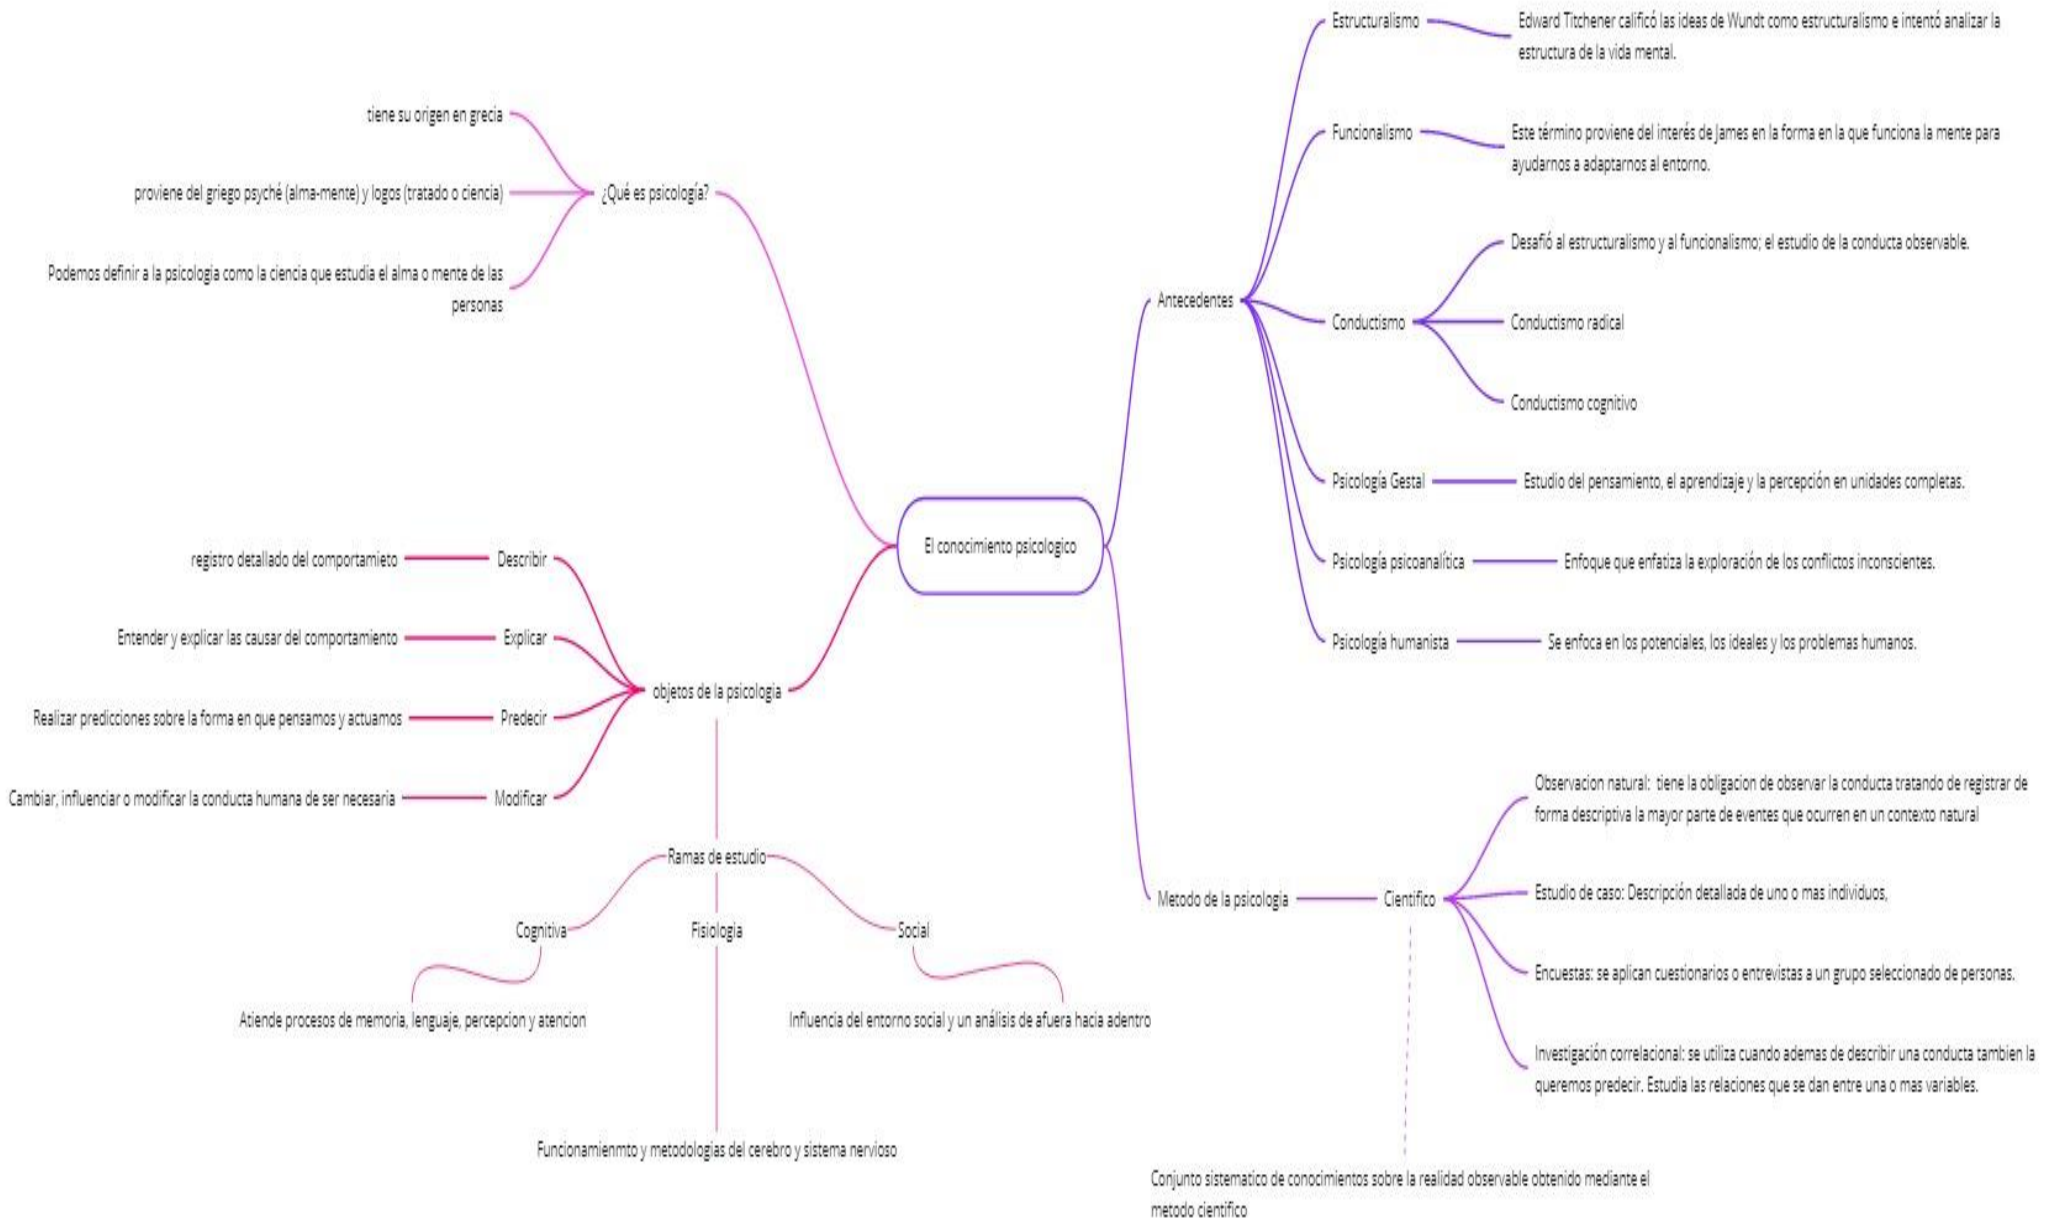 El conocimiento psicologico
¿Qué es psicología?
tiene su origen en grecia
proviene del griego psyché (alma-mente) y logos (tratado o ciencia)
Podemos definir a la psicologia como la ciencia que estudia el alma o mente de las
personas
objetos de la psicologia
Describir
registro detallado del comportamieto
Explicar
Entender y explicar las causar del comportamiento
Predecir
Realizar predicciones sobre la forma en que pensamos y actuamos
Modificar
Cambiar, influenciar o modificar la conducta humana de ser necesaria
Ramas de estudio
Cognitiva
Atiende procesos de memoria, lenguaje, percepcion y atencion
Fisiologia
Funcionamienmto y metodologias del cerebro y sistema nervioso
Social
Influencia del entorno social y un análisis de afuera hacia adentro
Antecedentes
Estructuralismo
Edward Titchener calificó las ideas de Wundt como estructuralismo e intentó analizar la
estructura de la vida mental.
Funcionalismo
Este término proviene del interés de James en la forma en la que funciona la mente para
ayudarnos a adaptarnos al entorno.
Conductismo
Desafió al estructuralismo y al funcionalismo; el estudio de la conducta observable.
Conductismo radical
Conductismo cognitivo
Psicología Gestal
Estudio del pensamiento, el aprendizaje y la percepción en unidades completas.
Psicología psicoanalítica
Enfoque que enfatiza la exploración de los conflictos inconscientes.
Psicología humanista
Se enfoca en los potenciales, los ideales y los problemas humanos.
Metodo de la psicologia
Cientifico
Observacion natural: tiene la obligacion de observar la conducta tratando de registrar de
forma descriptiva la mayor parte de eventes que ocurren en un contexto natural
Estudio de caso: Descripción detallada de uno o mas individuos,
Encuestas: se aplican cuestionarios o entrevistas a un grupo seleccionado de personas.
Investigación correlacional: se utiliza cuando ademas de describir una conducta tambien la
queremos predecir. Estudia las relaciones que se dan entre una o mas variables.
Conjunto sistematico de conocimientos sobre la realidad observable obtenido mediante el
metodo cientifico